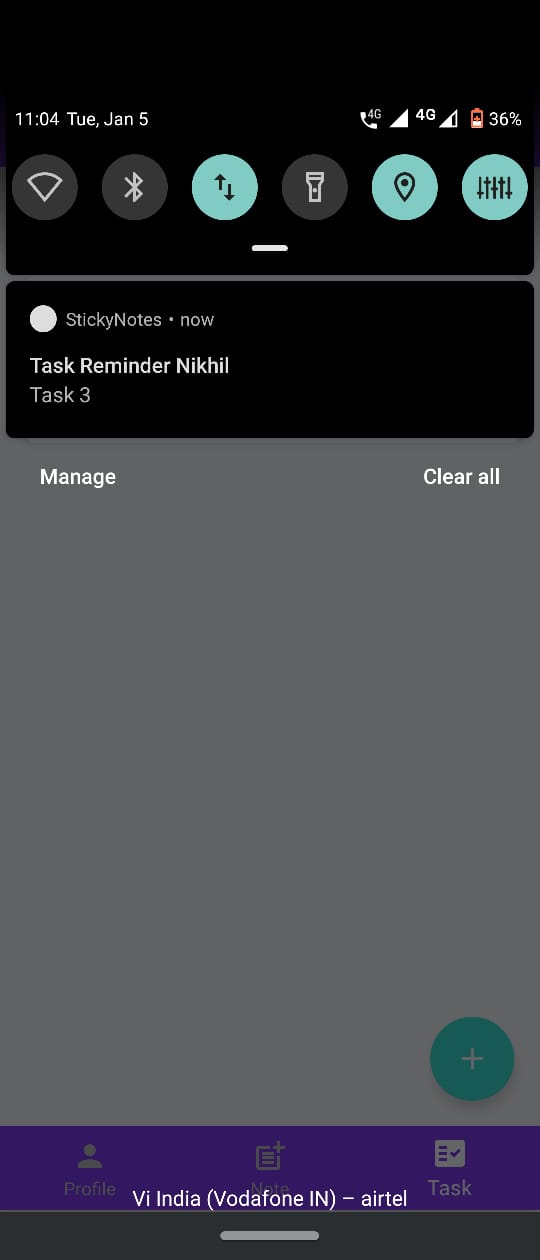 11:04 Tue, Jan 5 4G 4G 36%
StickyNotes • now
Task Reminder Nikhil
Task 3
Manage Clear all
Profile Note Task
Vi India (Vodafone IN) – airtel